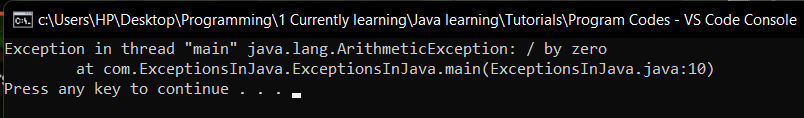 c:\Users\HP\Desktop\Programming\1 Currently learning\Java learning\Tutorials\Program Codes - VS Code Console
Exception in thread "main" java.lang.ArithmeticException: / by zero
        at com.ExceptionsInJava.ExceptionsInJava.main(ExceptionsInJava.java:10)
Press any key to continue . . .